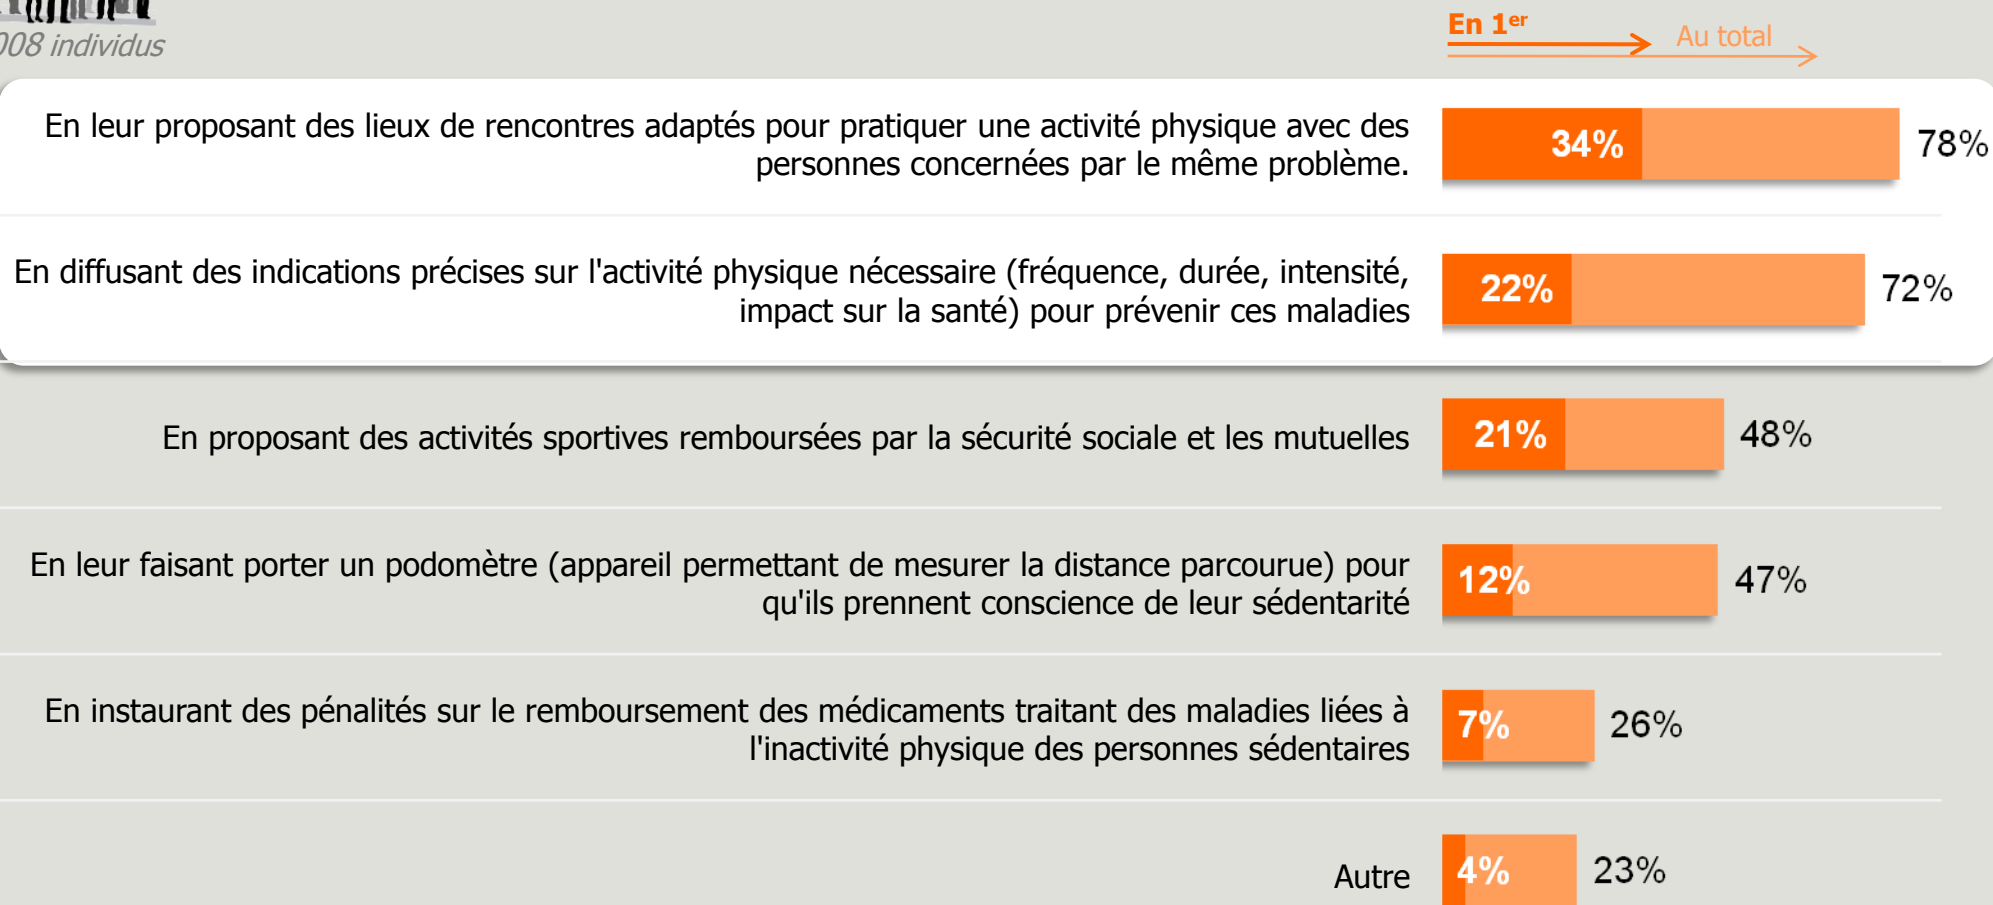 008 individus
En 1er
Au total
En leur proposant des lieux de rencontres adaptés pour pratiquer une activité physique avec des
personnes concernées par le même problème.
34%
78%
En diffusant des indications précises sur l'activité physique nécessaire (fréquence, durée, intensité,
impact sur la santé) pour prévenir ces maladies
22%
72%
En proposant des activités sportives remboursées par la sécurité sociale et les mutuelles
21%
48%
En leur faisant porter un podomètre (appareil permettant de mesurer la distance parcourue) pour
qu'ils prennent conscience de leur sédentarité
12%
47%
En instaurant des pénalités sur le remboursement des médicaments traitant des maladies liées à
l'inactivité physique des personnes sédentaires
7%
26%
Autre
4%
23%